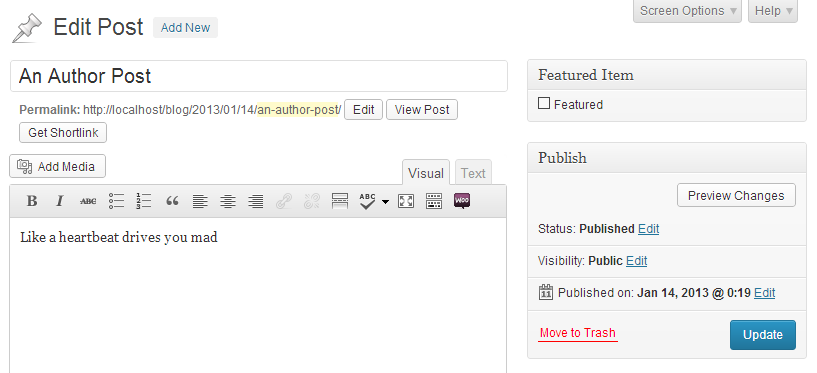 Screen Options Help
Edit Post Add New
An Author Post
Permalink: http://localhost/blog/2013/01/14/an-author-post/ Edit View Post
Get Shortlink
Add Media
Visual Text
B I ABC ABC WOO
Like a heartbeat drives you mad
Featured Item
Featured
Publish
Preview Changes
Status: Published Edit
Visibility: Public Edit
11 Published on: Jan 14, 2013 @ 0:19 Edit
Move to Trash Update